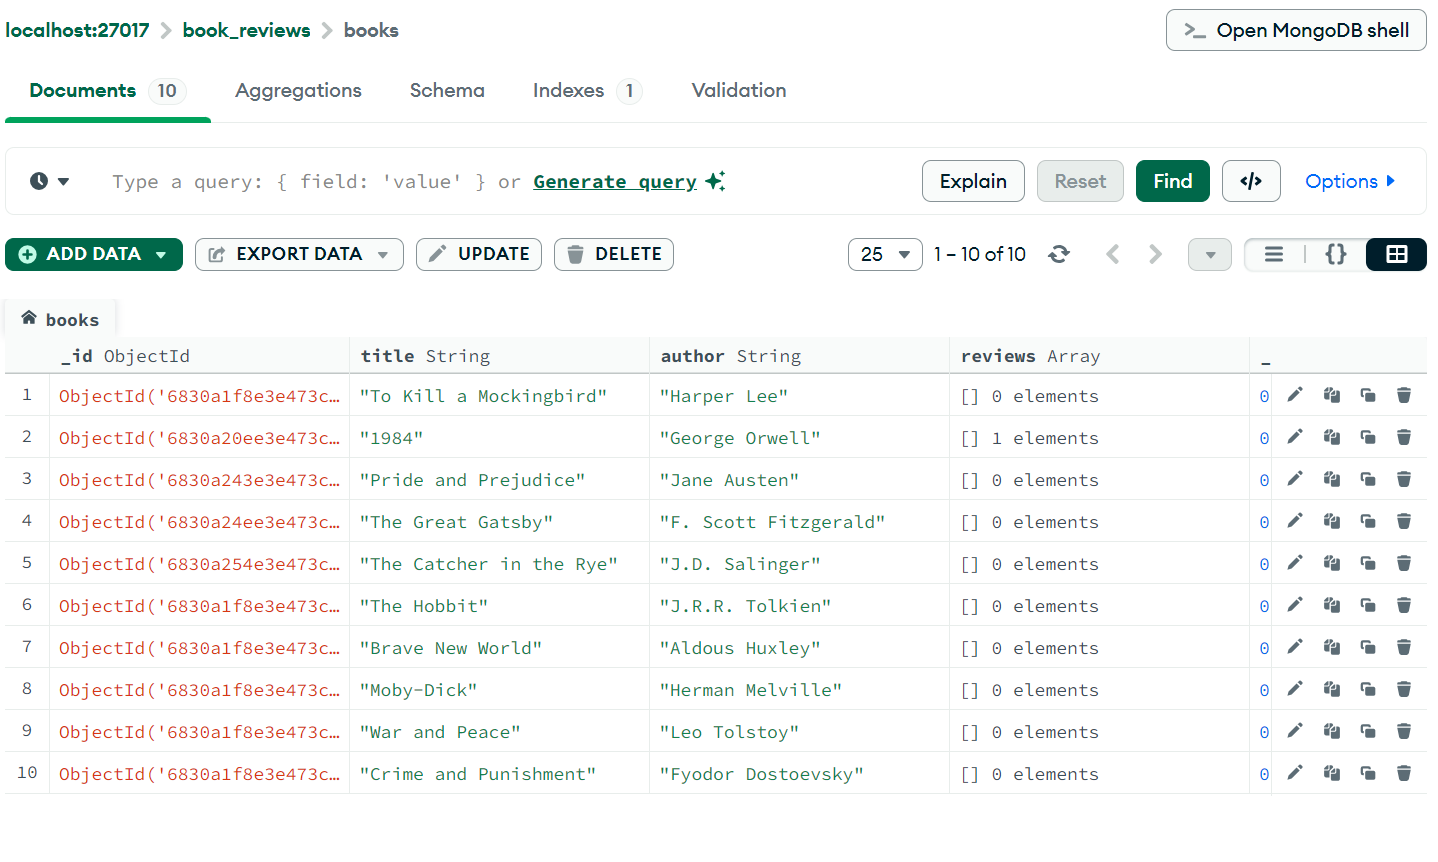 localhost:27017 > book_reviews > books
>_ Open MongoDB shell
Documents 10 Aggregations Schema Indexes 1 Validation
Type a query: { field: 'value' } or Generate query
Explain Reset Find </> Options
ADD DATA EXPORT DATA UPDATE DELETE 25 1 – 10 of 10 {}
books
_id ObjectId title String author String reviews Array _
1 ObjectId('6830a1f8e3e473c… "To Kill a Mockingbird" "Harper Lee" [] 0 elements 0
2 ObjectId('6830a20ee3e473c… "1984" "George Orwell" [] 1 elements 0
3 ObjectId('6830a243e3e473c… "Pride and Prejudice" "Jane Austen" [] 0 elements 0
4 ObjectId('6830a24ee3e473c… "The Great Gatsby" "F. Scott Fitzgerald" [] 0 elements 0
5 ObjectId('6830a254e3e473c… "The Catcher in the Rye" "J.D. Salinger" [] 0 elements 0
6 ObjectId('6830a1f8e3e473c… "The Hobbit" "J.R.R. Tolkien" [] 0 elements 0
7 ObjectId('6830a1f8e3e473c… "Brave New World" "Aldous Huxley" [] 0 elements 0
8 ObjectId('6830a1f8e3e473c… "Moby-Dick" "Herman Melville" [] 0 elements 0
9 ObjectId('6830a1f8e3e473c… "War and Peace" "Leo Tolstoy" [] 0 elements 0
10 ObjectId('6830a1f8e3e473c… "Crime and Punishment" "Fyodor Dostoevsky" [] 0 elements 0